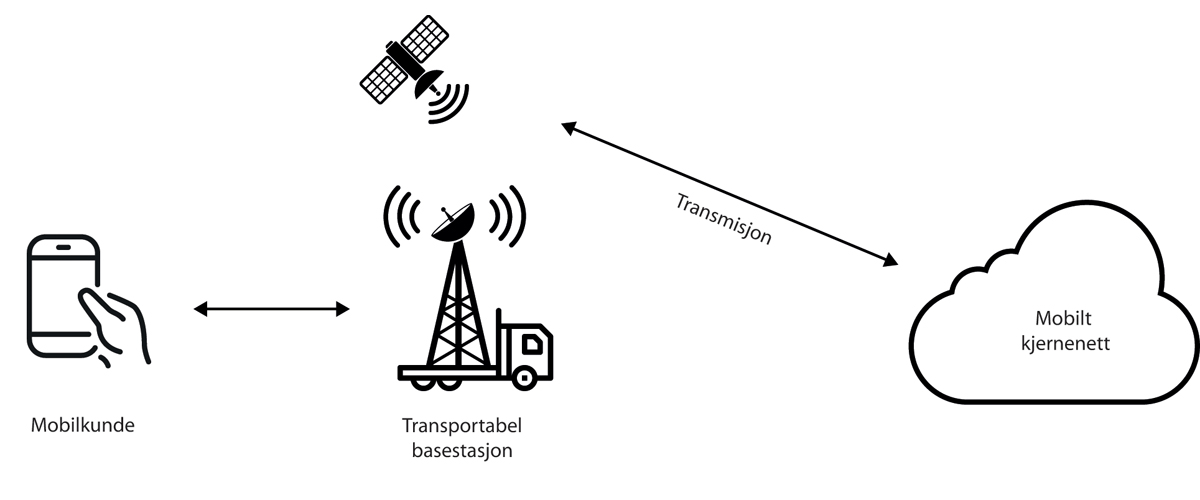 Transmisjon
Mobilt
kjernenett
Mobilkunde
Transportabel
basestasjon